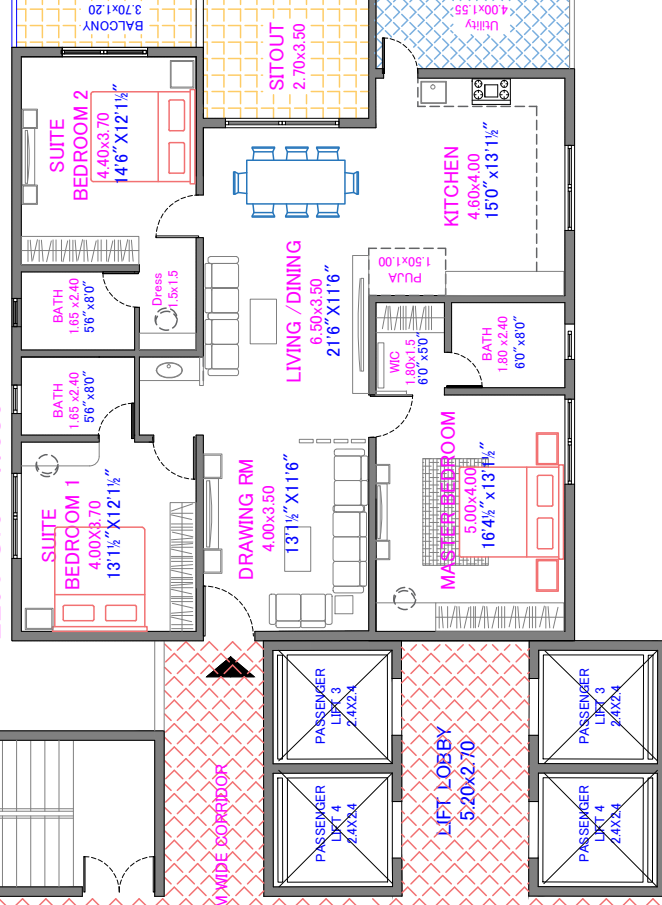 BALCONY
3.70x1.20
SITOUT
2.70x3.50
Utility
4.00x1.55
SUITE
BEDROOM 2
4.40x3.70
14'6"X12'1½"
KITCHEN
4.60x4.00
15'0"x13'1½"
PUJA
1.50x1.00
LIVING /DINING
6.50x3.50
21'6"X11'6"
BATH
1.65 x2.40
5'6"x8'0"
Dress
1.5x1.5
WIC
1.80x1.5
6'0"x5'0"
BATH
1.80 x2.40
6'0"x8'0"
BATH
1.65 x2.40
5'6"x8'0"
SUITE
BEDROOM 1
4.00x3.70
13'1½"X12'1½"
DRAWING RM
4.00x3.50
13'1½"X11'6"
MASTER BEDROOM
5.00x4.00
16'4½"x13'1½"
PASSENGER
LIFT 3
2.4X2.4
PASSENGER
LIFT 3
2.4X2.4
LIFT LOBBY
5.20x2.70
M WIDE CORRIDOR
PASSENGER
LIFT 4
2.4X2.4
PASSENGER
LIFT 4
2.4X2.4